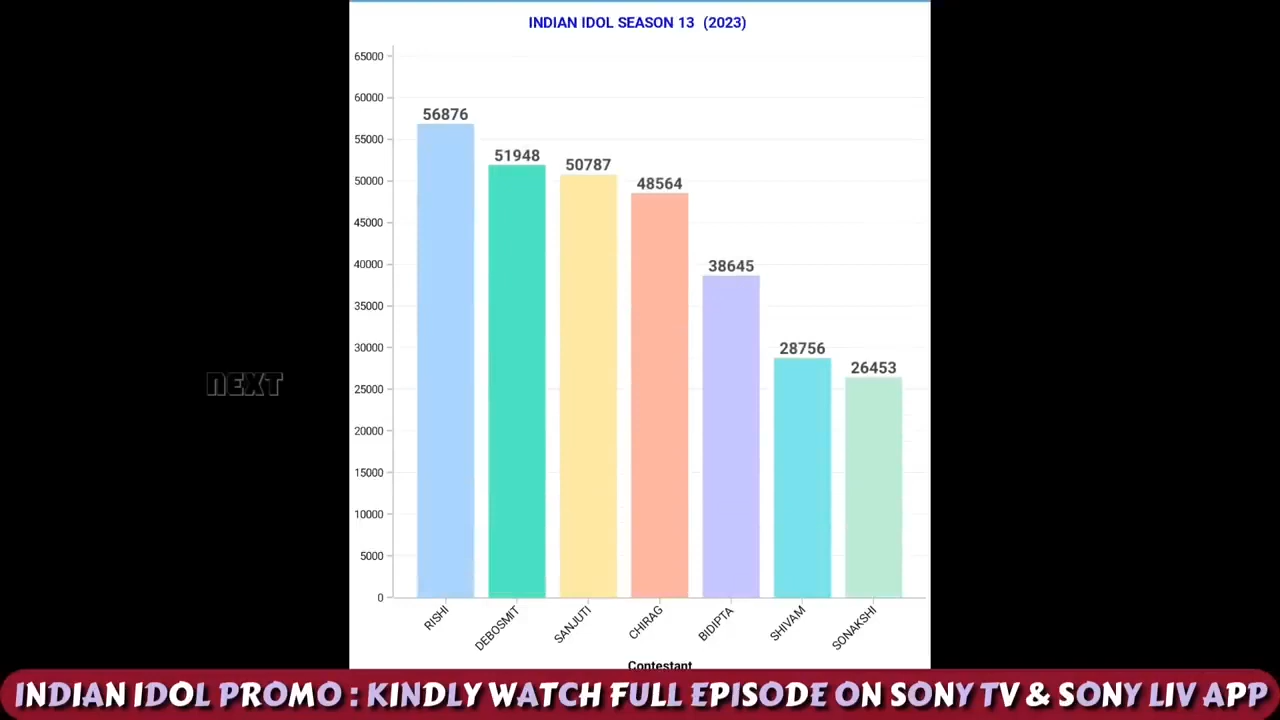 INDIAN IDOL SEASON 13 (2023)
65000
60000
55000
50000
45000
40000
35000
30000
25000
20000
15000
10000
5000
0
56876
51948
50787
48564
38645
28756
26453
NEXT
RISHI
DEBOSMIT
SANJUTI
CHIRAG
BIDIPTA
SHIVAM
SONAKSHI
Contestant
INDIAN IDOL PROMO : KINDLY WATCH FULL EPISODE ON SONY TV & SONY LIV APP